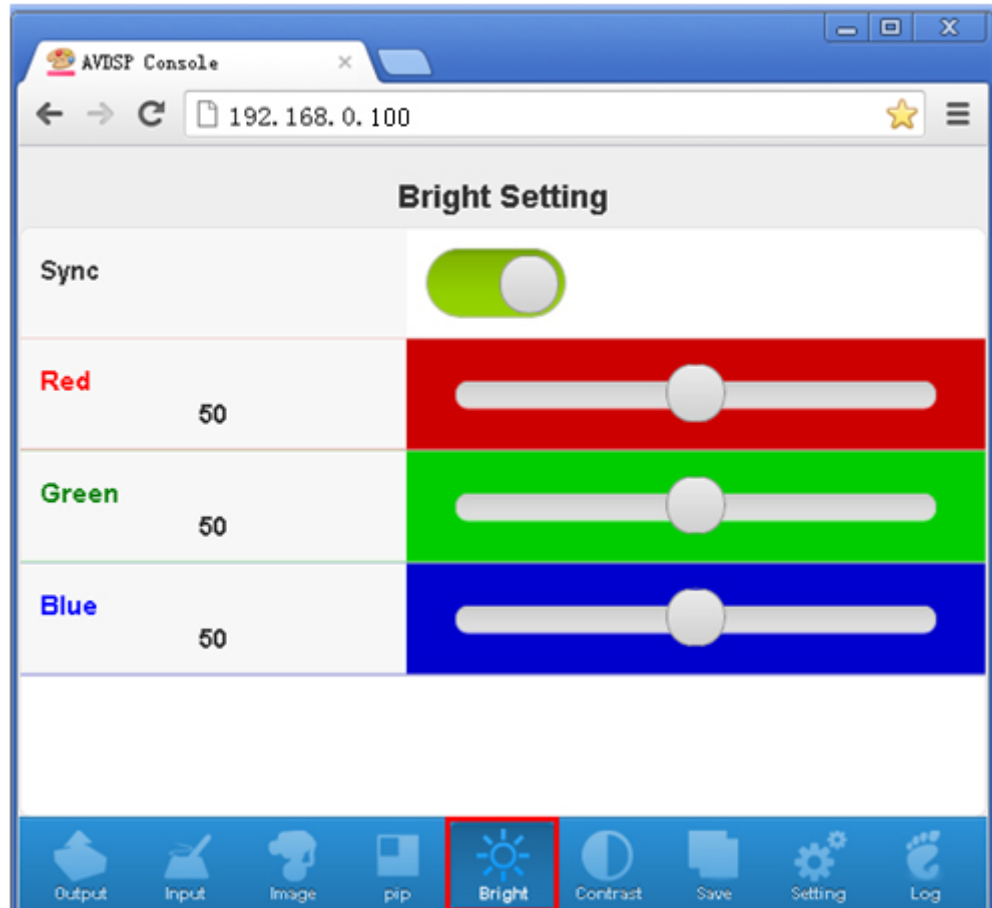 AVDSP Console
192.168.0.100
Bright Setting
Sync
Red
50
Green
50
Blue
50
Output Input Image pip Bright Contrast Save Setting Log